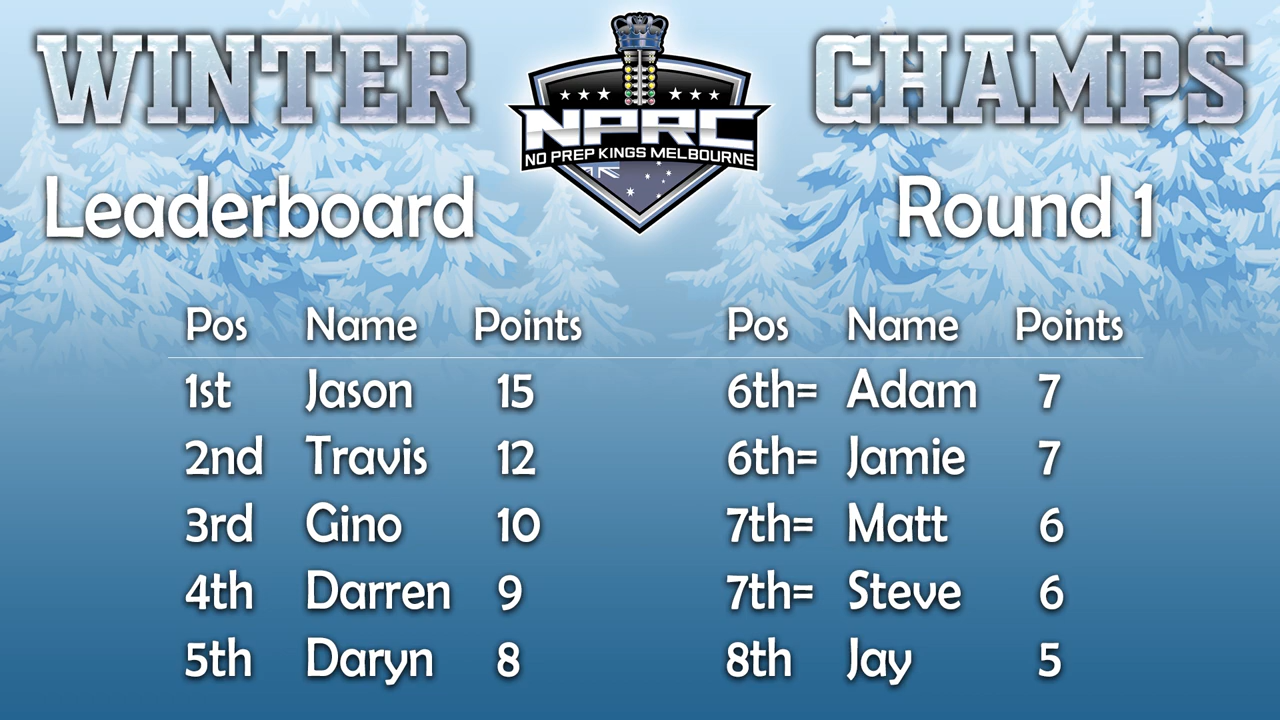 WINTER CHAMPS
NPRC
NO PREP KINGS MELBOURNE
Leaderboard
Round 1
Pos Name Points
1st Jason 15
2nd Travis 12
3rd Gino 10
4th Darren 9
5th Daryn 8
Pos Name Points
6th= Adam 7
6th= Jamie 7
7th= Matt 6
7th= Steve 6
8th Jay 5